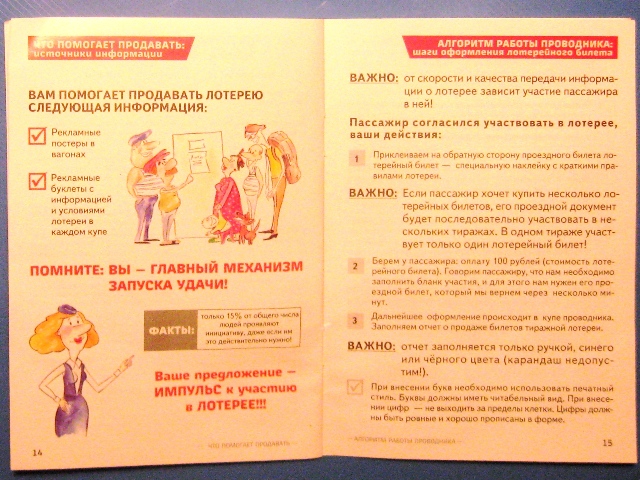 ЧТО ПОМОГАЕТ ПРОДАВАТЬ:
источники информации
ВАМ ПОМОГАЕТ ПРОДАВАТЬ ЛОТЕРЕЮ
СЛЕДУЮЩАЯ ИНФОРМАЦИЯ:
Рекламные
постеры в
вагонах
Рекламные
буклеты с
информацией
и условиями
лотереи в
каждом купе
ПОМНИТЕ: ВЫ — ГЛАВНЫЙ МЕХАНИЗМ
ЗАПУСКА УДАЧИ!
ФАКТЫ:
только 15% от общего числа
людей проявляют
инициативу, даже если им
это действительно нужно!
Ваше предложение –
ИМПУЛЬС к участию
в ЛОТЕРЕЕ!!!
ЧТО ПОМОГАЕТ ПРОДАВАТЬ
14
АЛГОРИТМ РАБОТЫ ПРОВОДНИКА:
шаги оформления лотерейного билета
ВАЖНО: от скорости и качества передачи информа-
ции о лотерее зависит участие пассажира
в ней!
Пассажир согласился участвовать в лотерее,
ваши действия:
1 Приклеиваем на обратную сторону проездного билета ло-
терейный билет — специальную наклейку с краткими пра-
вилами лотереи.
ВАЖНО: Если пассажир хочет купить несколько ло-
терейных билетов, его проездной документ
будет последовательно участвовать в не-
скольких тиражах. В одном тираже участ-
вует только один лотерейный билет!
2 Берем у пассажира: оплату 100 рублей (стоимость лоте-
рейного билета). Говорим пассажиру, что нам необходимо
заполнить бланк участия, и для этого нам нужен его про-
ездной билет, который мы вернем через несколько ми-
нут.
3 Дальнейшее оформление происходит в купе проводника.
Заполняем отчет о продаже билетов тиражной лотереи.
ВАЖНО: отчет заполняется только ручкой, синего
или чёрного цвета (карандаш недопус-
тим!).
При внесении букв необходимо использовать печатный
стиль. Буквы должны иметь читабельный вид. При внесе-
нии цифр — не выходить за пределы клетки. Цифры долж-
ны быть ровные и хорошо прописаны в форме.
— АЛГОРИТМ РАБОТЫ ПРОВОДНИКА —
15